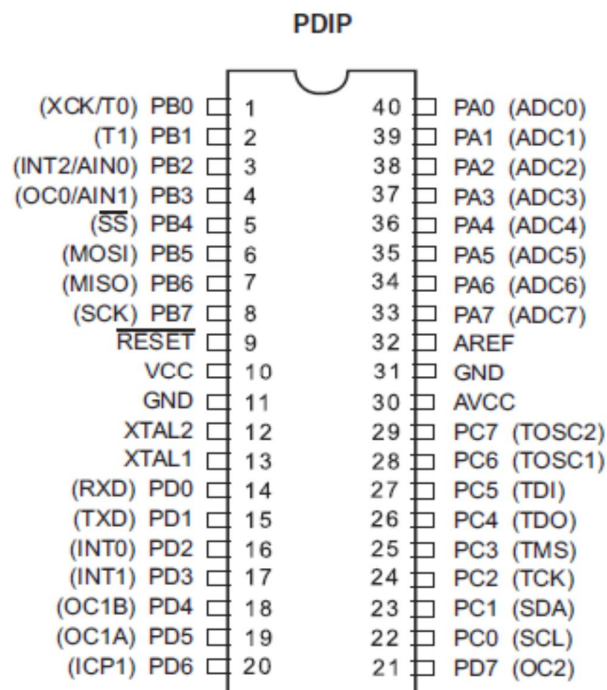 PDIP
(XCK/T0) PB0 1 40 PA0 (ADC0)
(T1) PB1 2 39 PA1 (ADC1)
(INT2/AIN0) PB2 3 38 PA2 (ADC2)
(OC0/AIN1) PB3 4 37 PA3 (ADC3)
(SS) PB4 5 36 PA4 (ADC4)
(MOSI) PB5 6 35 PA5 (ADC5)
(MISO) PB6 7 34 PA6 (ADC6)
(SCK) PB7 8 33 PA7 (ADC7)
RESET 9 32 AREF
VCC 10 31 GND
GND 11 30 AVCC
XTAL2 12 29 PC7 (TOSC2)
XTAL1 13 28 PC6 (TOSC1)
(RXD) PD0 14 27 PC5 (TDI)
(TXD) PD1 15 26 PC4 (TDO)
(INT0) PD2 16 25 PC3 (TMS)
(INT1) PD3 17 24 PC2 (TCK)
(OC1B) PD4 18 23 PC1 (SDA)
(OC1A) PD5 19 22 PC0 (SCL)
(ICP1) PD6 20 21 PD7 (OC2)